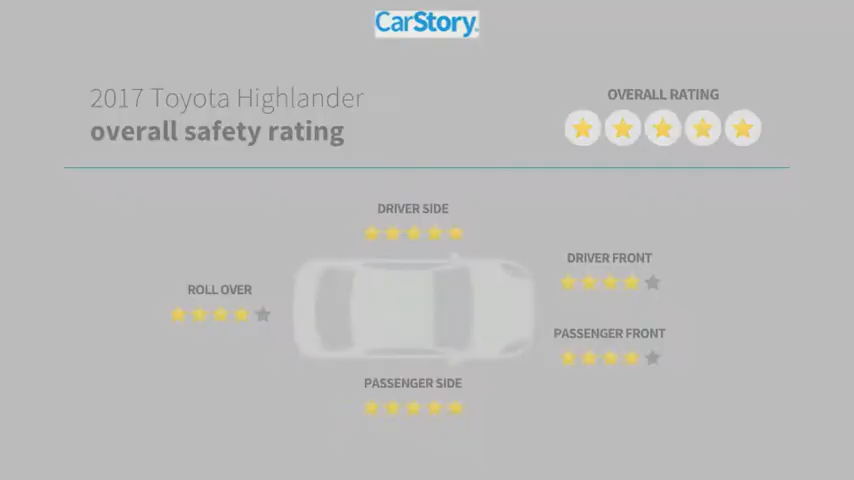 CarStory.
2017 Toyota Highlander
overall safety rating
OVERALL RATING
DRIVER SIDE
DRIVER FRONT
ROLL OVER
PASSENGER FRONT
PASSENGER SIDE